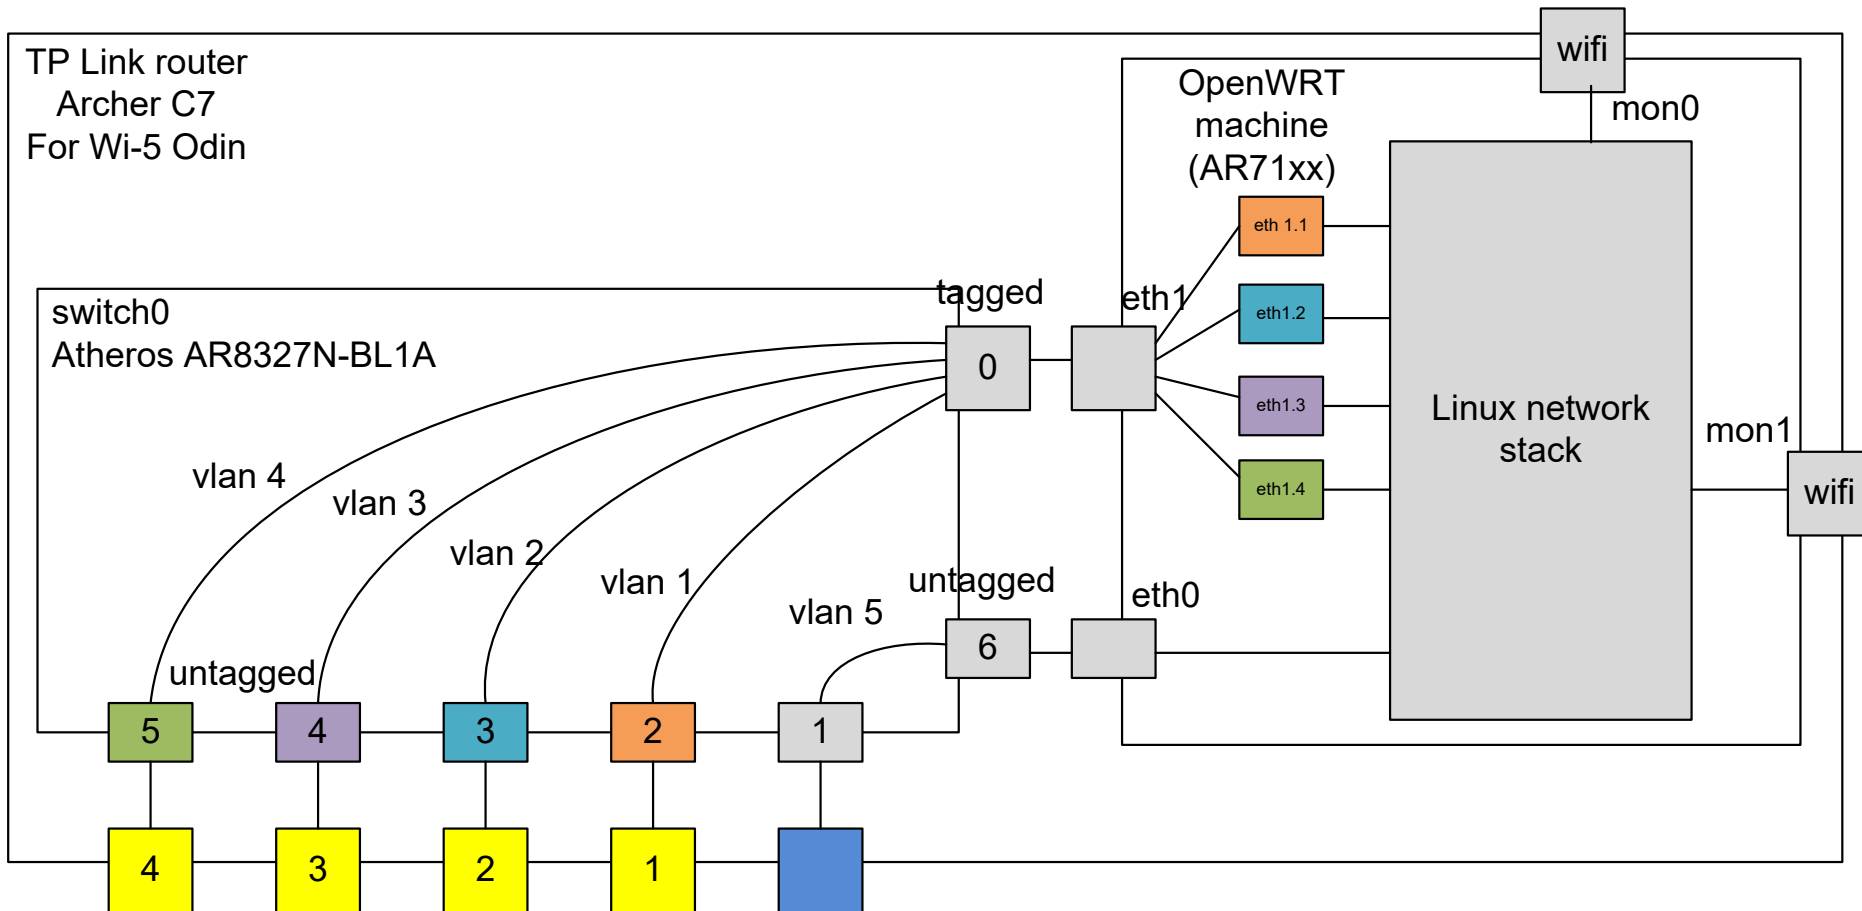 TP Link router
Archer C7
For Wi-5 Odin
wifi
mon0
OpenWRT
machine
(AR71xx)
eth 1.1
eth1.2
eth1.3
eth1.4
Linux network
stack
mon1
wifi
switch0
Atheros AR8327N-BL1A
tagged
eth1
0
vlan 4
vlan 3
vlan 2
vlan 1
vlan 5
untagged
eth0
6
untagged
5
4
3
2
1
4
3
2
1